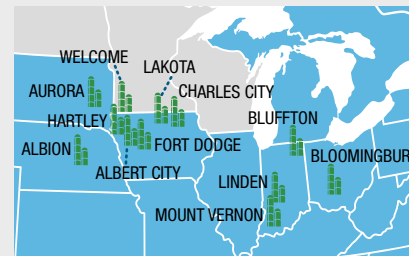 WELCOME
LAKOTA
AURORA
CHARLES CITY
HARTLEY
BLUFFTON
ALBION
FORT DODGE
BLOOMINGBUR
ALBERT CITY
LINDEN
MOUNT VERNON